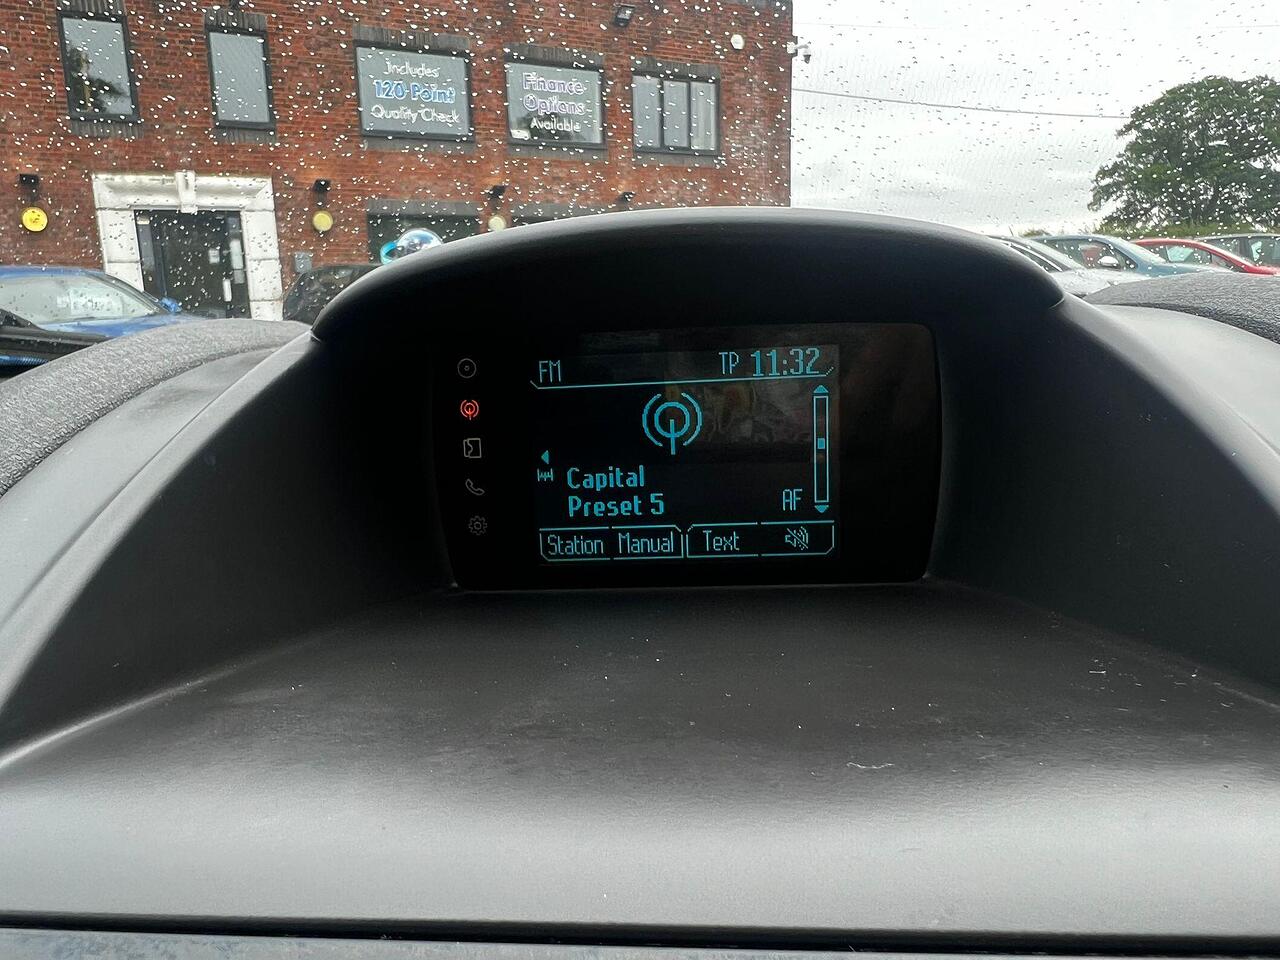 Includes
120 Point
Quality Check
Finance
Options
Available
FM TP 11:32
Capital
Preset 5 AF
Station Manual Text